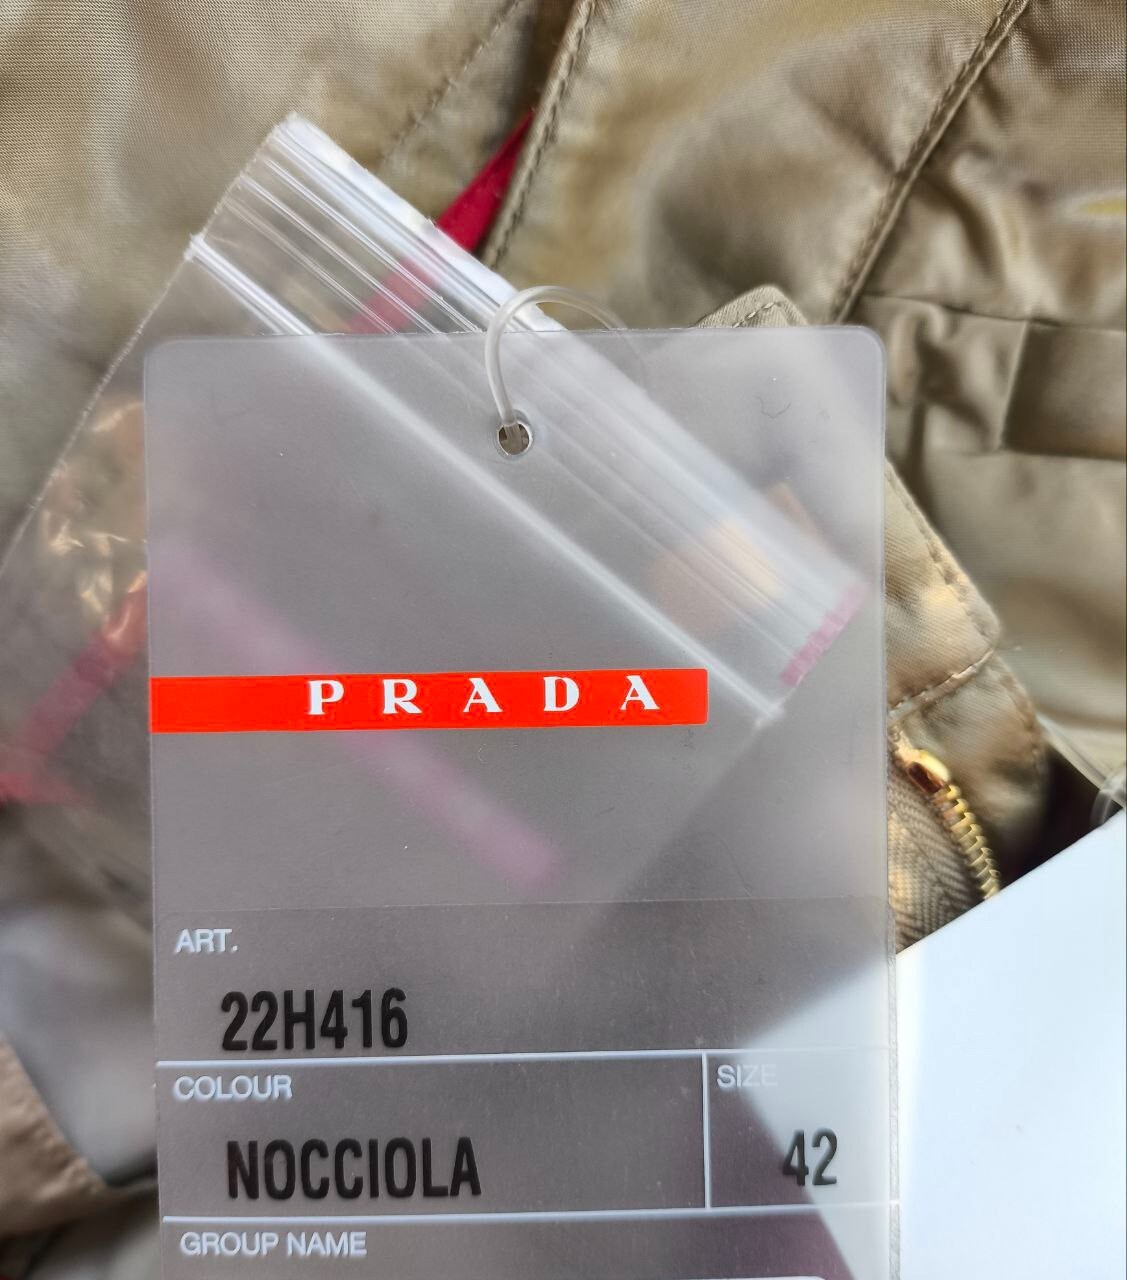 PRADA
ART.
22H416
COLOUR
SIZE
NOCCIOLA
42
GROUP NAME